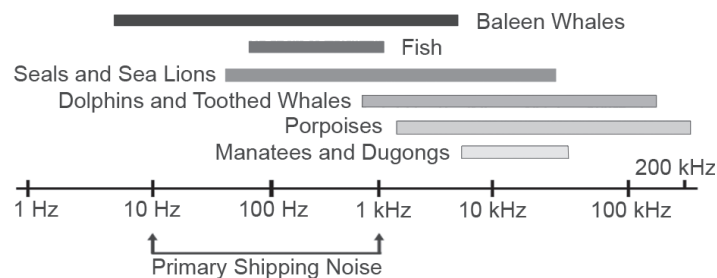 Baleen Whales
Fish
Seals and Sea Lions
Dolphins and Toothed Whales
Porpoises
Manatees and Dugongs
200 kHz
1 Hz 10 Hz 100 Hz 1 kHz 10 kHz 100 kHz
Primary Shipping Noise